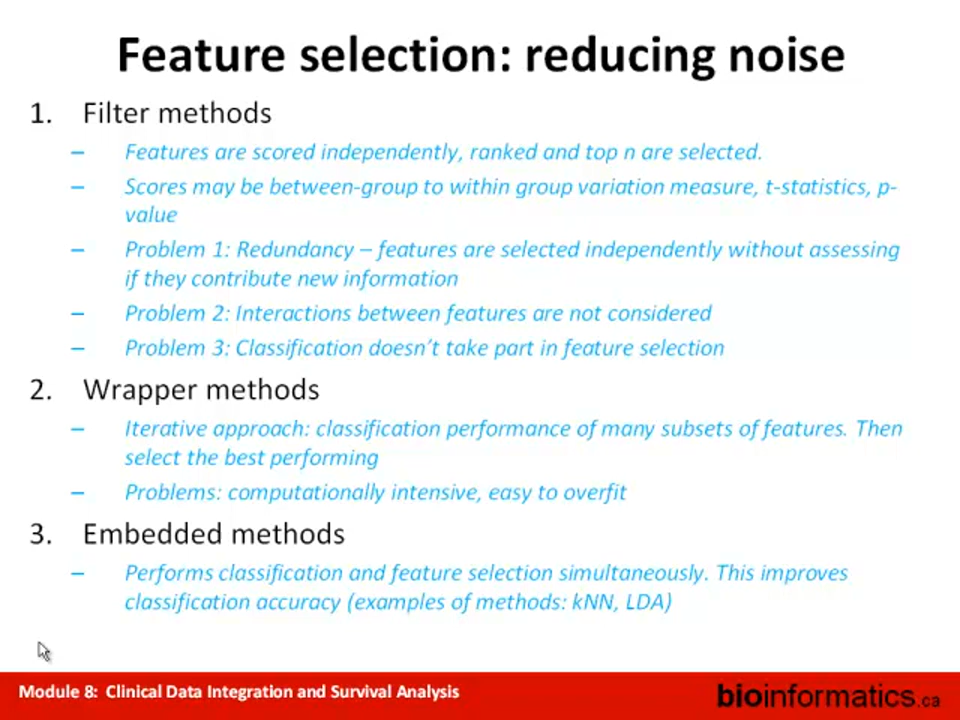 Feature selection: reducing noise
1. Filter methods
– Features are scored independently, ranked and top n are selected.
– Scores may be between-group to within group variation measure, t-statistics, p-
value
– Problem 1: Redundancy – features are selected independently without assessing
if they contribute new information
– Problem 2: Interactions between features are not considered
– Problem 3: Classification doesn’t take part in feature selection
2. Wrapper methods
– Iterative approach: classification performance of many subsets of features. Then
select the best performing
– Problems: computationally intensive, easy to overfit
3. Embedded methods
– Performs classification and feature selection simultaneously. This improves
classification accuracy (examples of methods: kNN, LDA)
Module 8: Clinical Data Integration and Survival Analysis
bioinformatics.ca